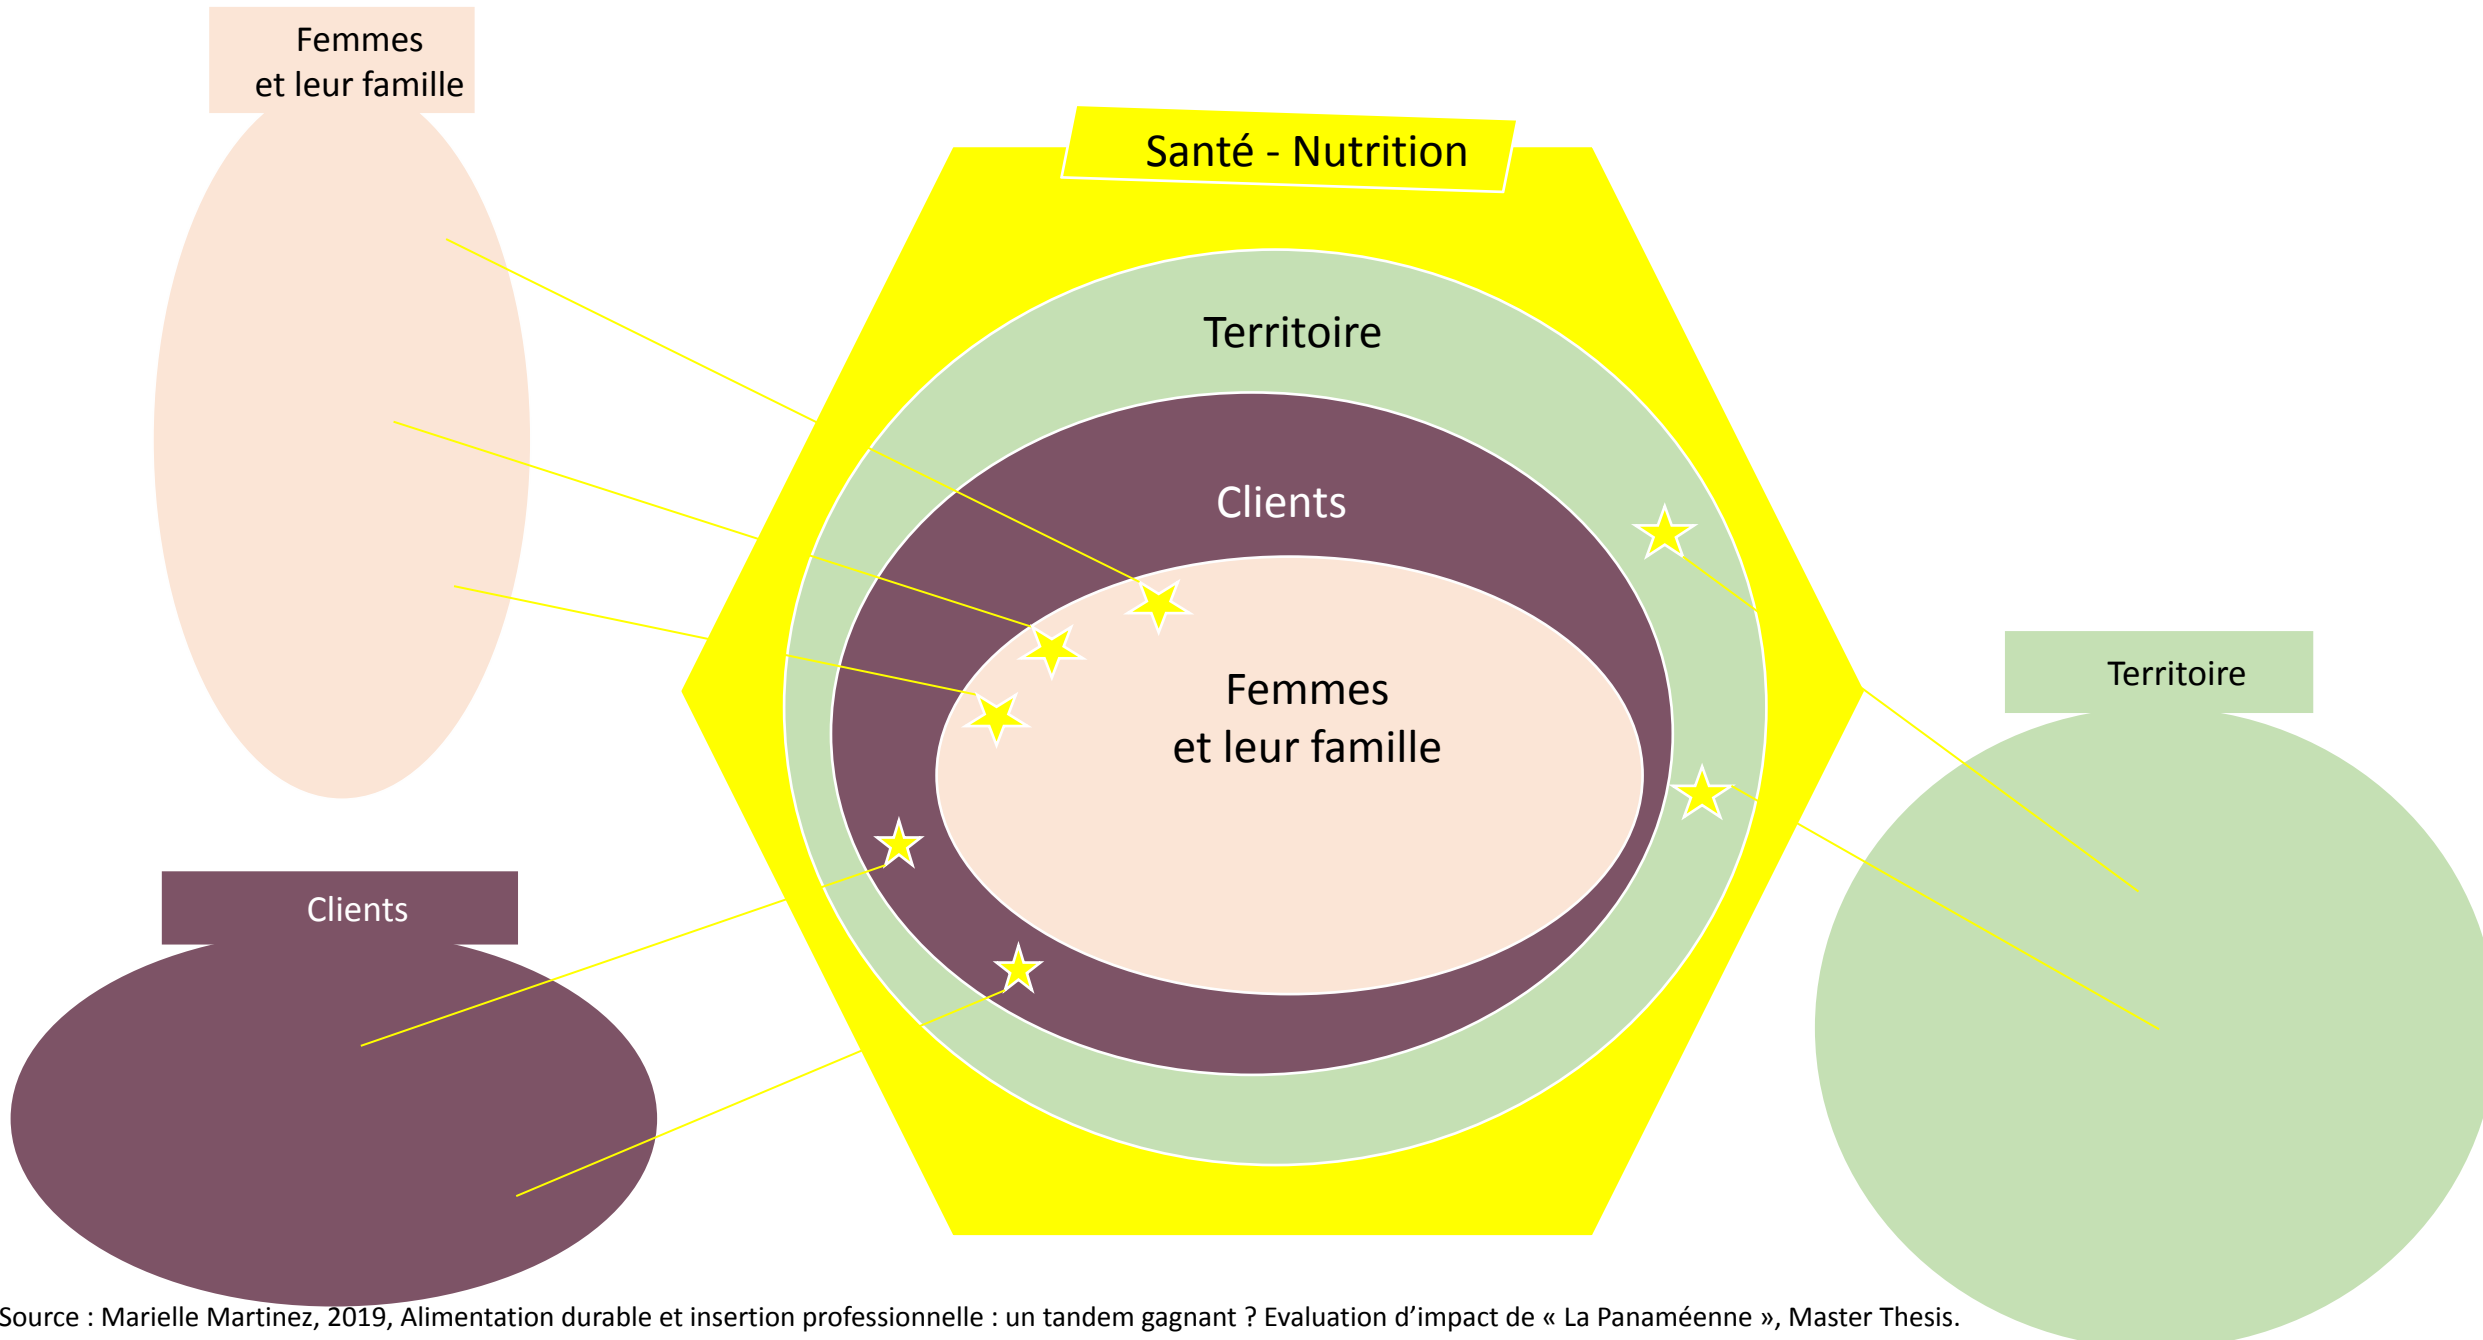 Femmes
et leur famille
Santé - Nutrition
Territoire
Clients
Femmes
et leur famille
Territoire
Clients
Source : Marielle Martinez, 2019, Alimentation durable et insertion professionnelle : un tandem gagnant ? Evaluation d’impact de « La Panaméenne », Master Thesis.